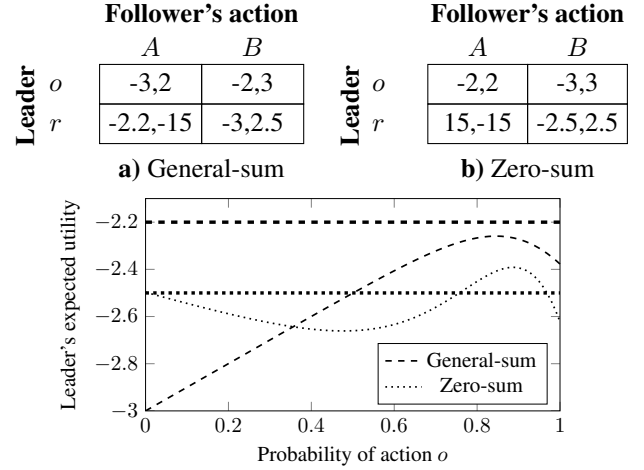 Follower's action
A B
Leader
o -3,2 -2,3
r -2.2,-15 -3,2.5
a) General-sum
Follower's action
A B
Leader
o -2,2 -3,3
r 15,-15 -2.5,2.5
b) Zero-sum
Leader's expected utility
−2.2
−2.4
−2.6
−2.8
−3
0 0.2 0.4 0.6 0.8 1
Probability of action o
General-sum
Zero-sum